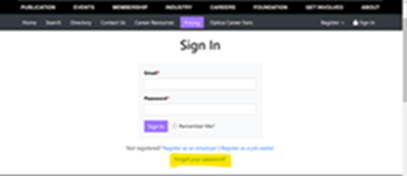 PUBLICATION EVENTS MEMBERSHIP INDUSTRY CAREERS FOUNDATION GET INVOLVED ABOUT
Home Search Directory Contact Us Career Resources Pricing Optica Career Fairs Register Sign In
Sign In
Email*
Password*
Sign In Remember Me?
Not registered? Register as an employer | Register as a job seeker
Forgot your password?